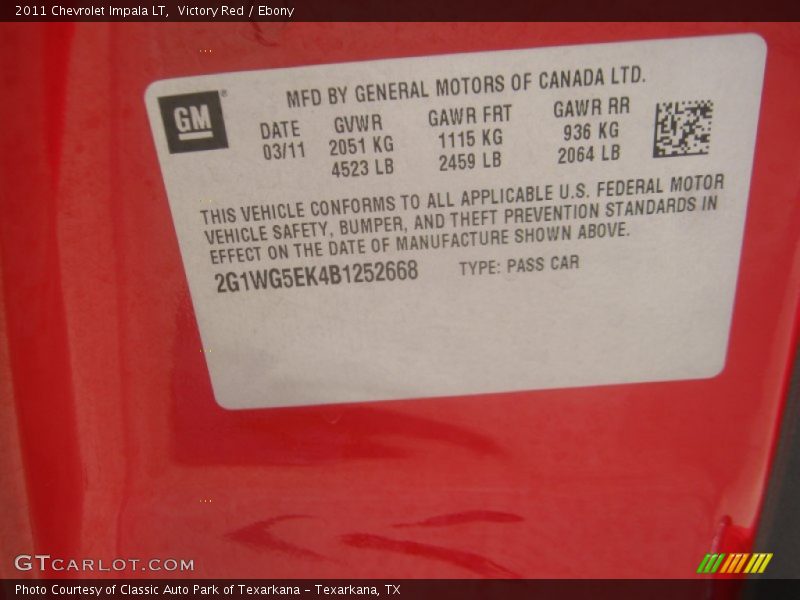 2011 Chevrolet Impala LT,  Victory Red / Ebony
GM®
MFD BY GENERAL MOTORS OF CANADA LTD.
DATE GVWR GAWR FRT GAWR RR
03/11 2051 KG 1115 KG 936 KG
4523 LB 2459 LB 2064 LB
THIS VEHICLE CONFORMS TO ALL APPLICABLE U.S. FEDERAL MOTOR
VEHICLE SAFETY, BUMPER, AND THEFT PREVENTION STANDARDS IN
EFFECT ON THE DATE OF MANUFACTURE SHOWN ABOVE.
2G1WG5EK4B1252668 TYPE: PASS CAR
GTCARLOT.COM
Photo Courtesy of Classic Auto Park of Texarkana – Texarkana, TX